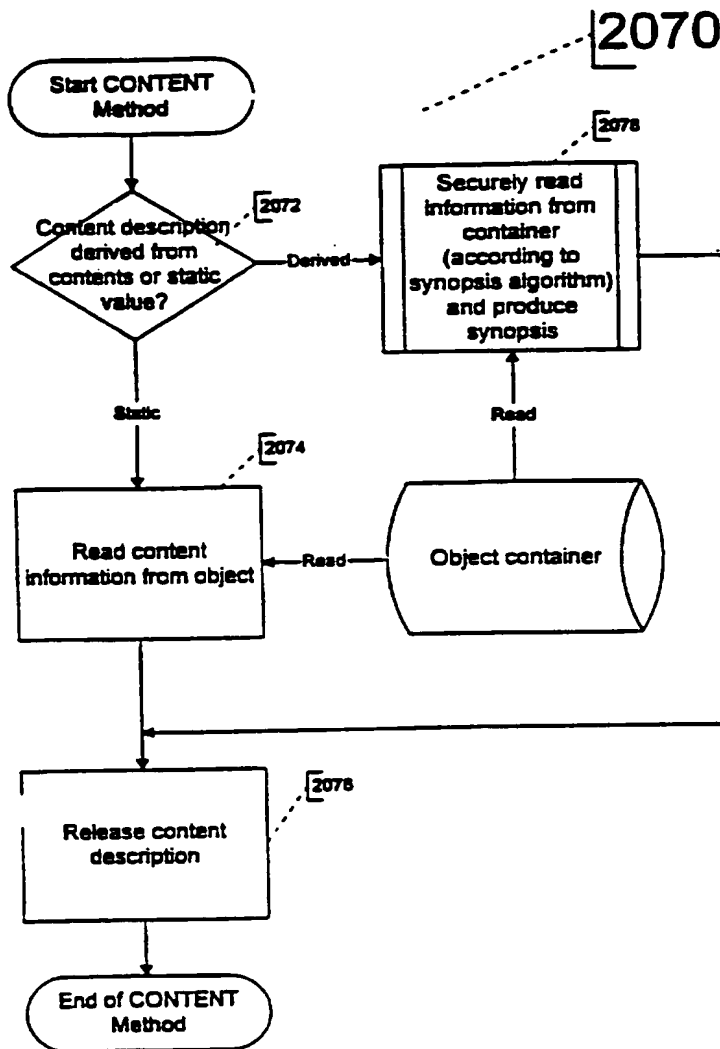 2070
Start CONTENT
Method
2078
Securely read
information from
container
(according to
synopsis algorithm)
and produce
synopsis
2072
Content description
derived from
contents or static
value?
Derived
Static
Read
2074
Read content
information from object
Read
Object container
2076
Release content
description
End of CONTENT
Method